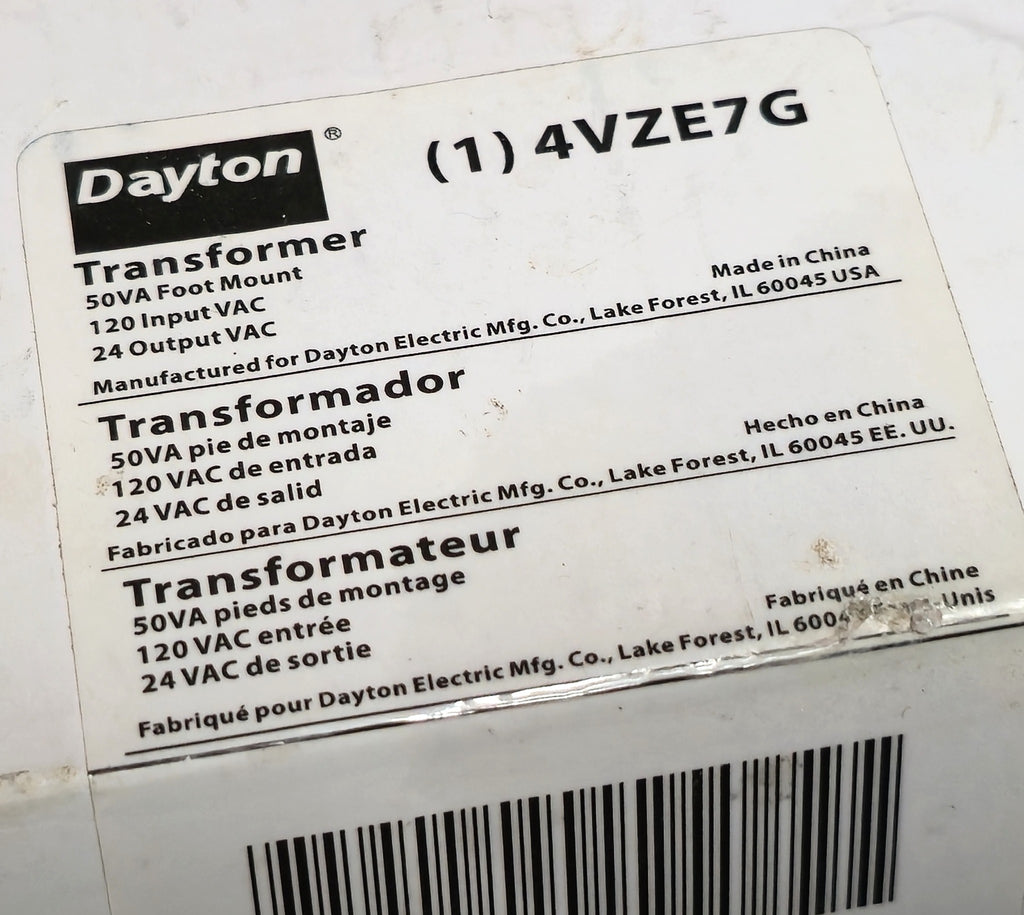 Dayton®
(1) 4VZE7G
Transformer
50VA Foot Mount
120 Input VAC
24 Output VAC
Made in China
Manufactured for Dayton Electric Mfg. Co., Lake Forest, IL 60045 USA
Transformador
50VA pie de montaje
120 VAC de entrada
24 VAC de salid
Hecho en China
Fabricado para Dayton Electric Mfg. Co., Lake Forest, IL 60045 EE. UU.
Transformateur
50VA pieds de montage
120 VAC entrée
24 VAC de sortie
Fabriqué en Chine
Fabriqué pour Dayton Electric Mfg. Co., Lake Forest, IL Unis